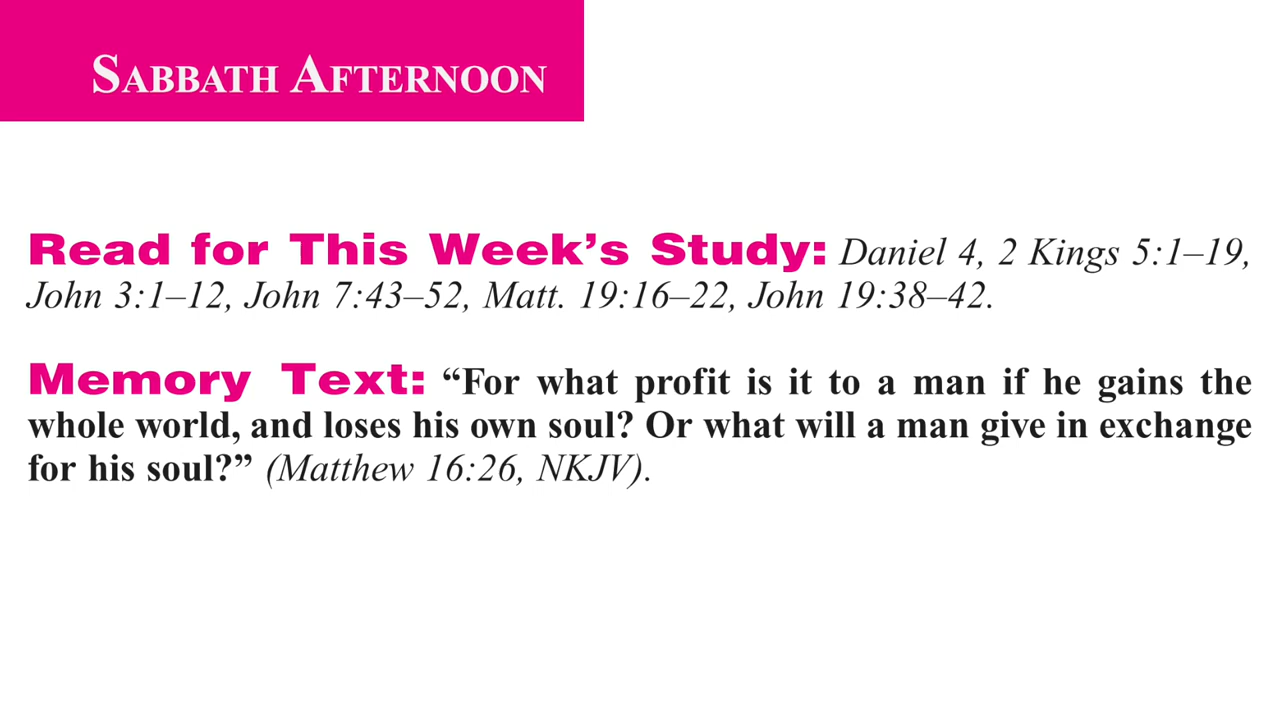 SABBATH AFTERNOON
Read for This Week’s Study: Daniel 4, 2 Kings 5:1–19,
John 3:1–12, John 7:43–52, Matt. 19:16–22, John 19:38–42.
Memory Text: “For what profit is it to a man if he gains the
whole world, and loses his own soul? Or what will a man give in exchange
for his soul?” (Matthew 16:26, NKJV).